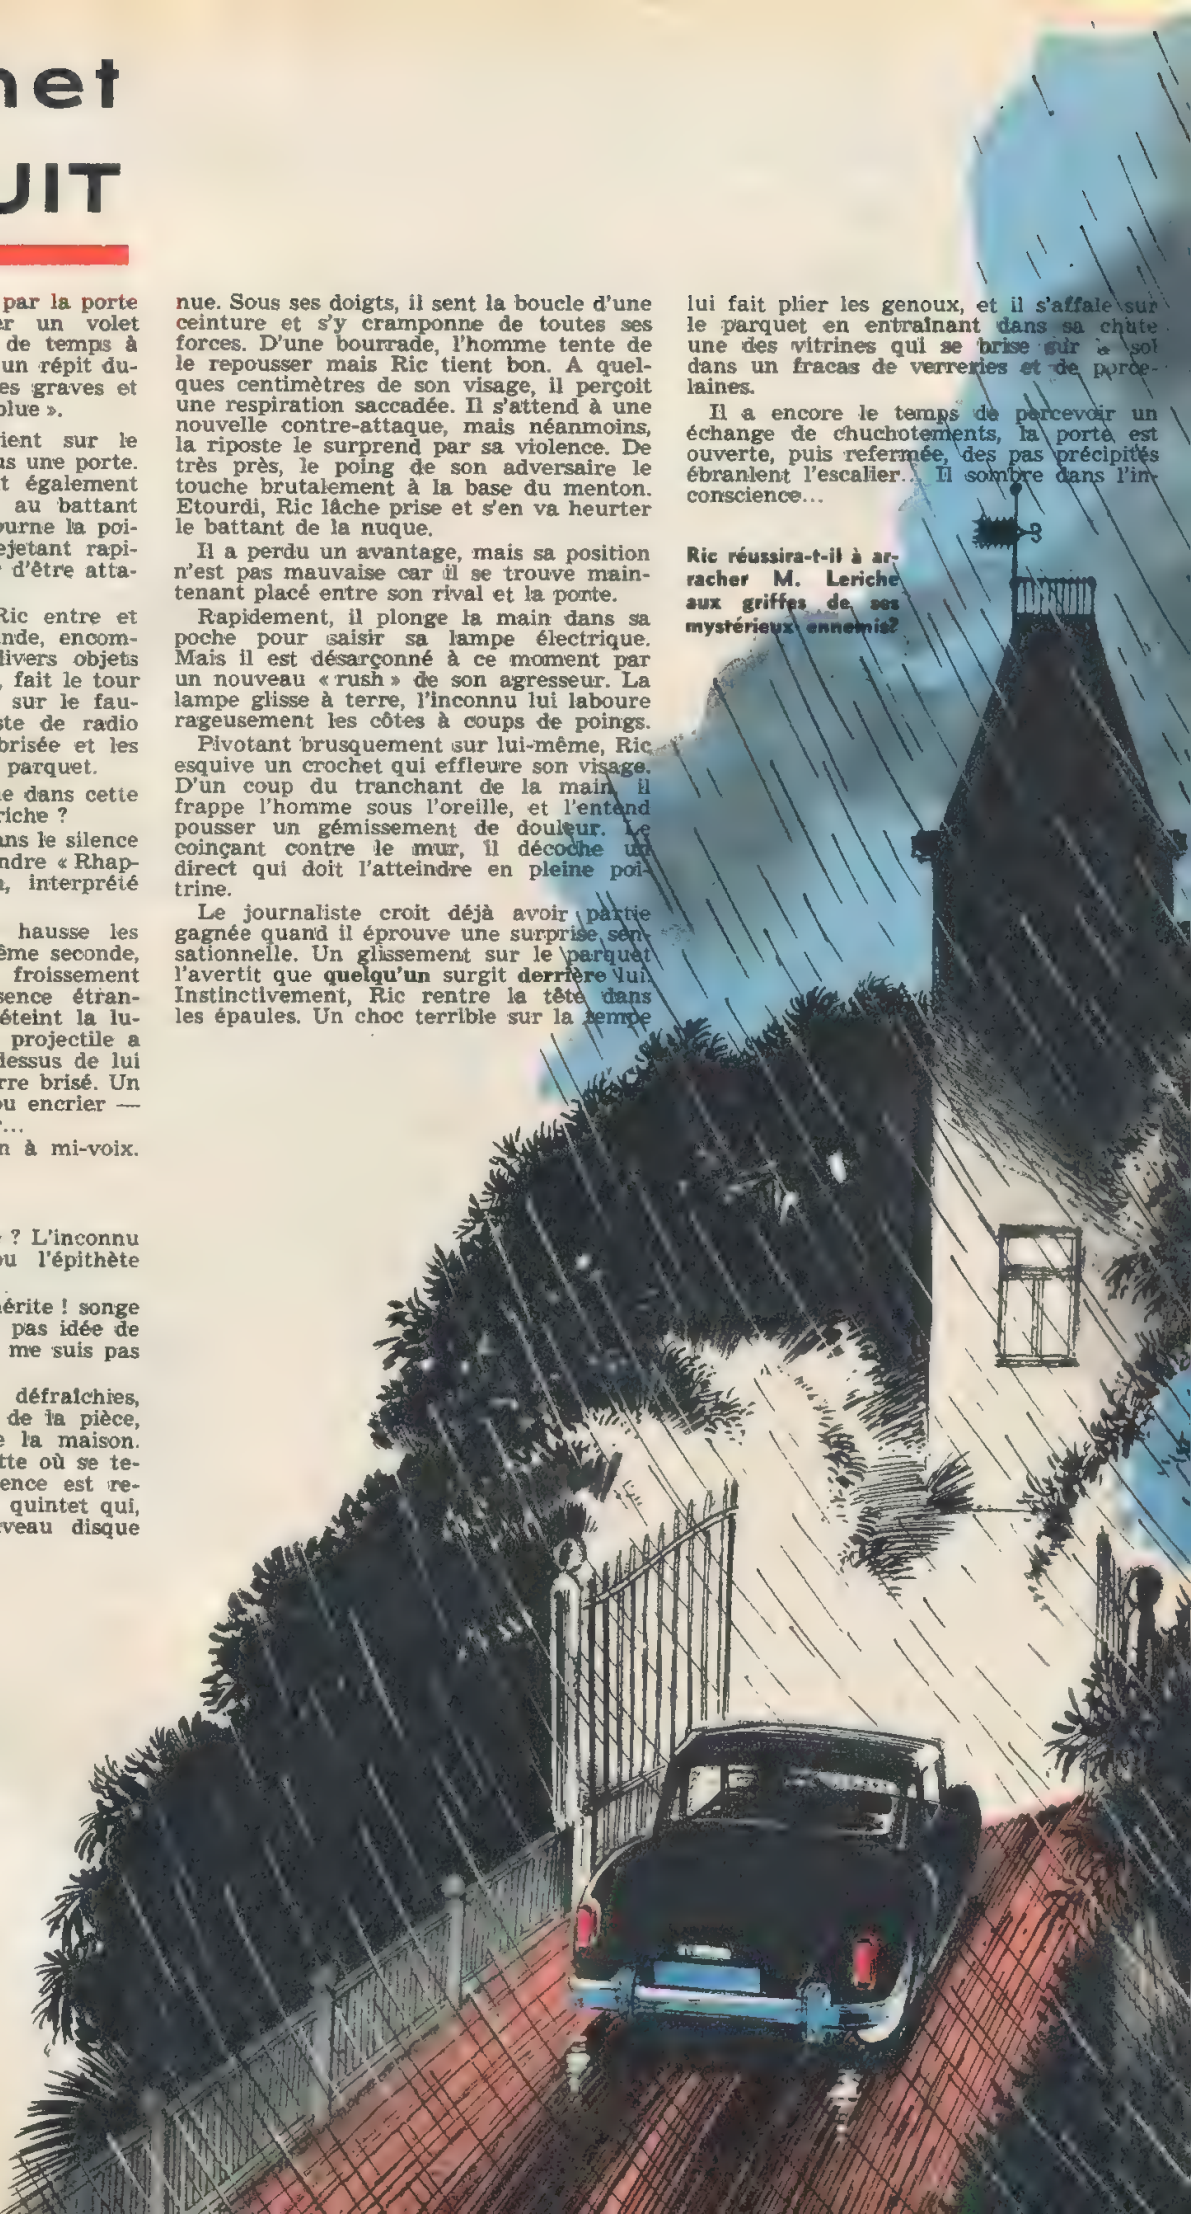 net
UIT
par la porte
er un volet
de temps à
un répit du-
es graves et
blue ».
ient sur le
us une porte.
t également
au battant
ourne la poi-
ejetant rapi-
d'être atta-
Ric entre et
nde, encom-
divers objets
, fait le tour
sur le fau-
ste de radio
brisée et les
parquet.
e dans cette
riche ?
ans le silence
ndre « Rhap-
, interprété
hausse les
ême seconde,
froissement
sence étran-
éteint la lu-
projectile a
dessus de lui
rre brisé. Un
ou encrier —
...
n à mi-voix.
? L'inconnu
ou l'épithète
érite ! songe
pas idée de
me suis pas
défraîchies,
de la pièce,
e la maison.
tte où se te-
ence est re-
quintet qui,
veau disque
nue. Sous ses doigts, il sent la boucle d'une
ceinture et s'y cramponne de toutes ses
forces. D'une bourrade, l'homme tente de
le repousser mais Ric tient bon. A quel-
ques centimètres de son visage, il perçoit
une respiration saccadée. Il s'attend à une
nouvelle contre-attaque, mais néanmoins,
la riposte le surprend par sa violence. De
très près, le poing de son adversaire le
touche brutalement à la base du menton.
Etourdi, Ric lâche prise et s'en va heurter
le battant de la nuque.
Il a perdu un avantage, mais sa position
n'est pas mauvaise car il se trouve main-
tenant placé entre son rival et la porte.
Rapidement, il plonge la main dans sa
poche pour saisir sa lampe électrique.
Mais il est désarçonné à ce moment par
un nouveau « rush » de son agresseur. La
lampe glisse à terre, l'inconnu lui laboure
rageusement les côtes à coups de poings.
Pivotant brusquement sur lui-même, Ric
esquive un crochet qui effleure son visage.
D'un coup du tranchant de la main, il
frappe l'homme sous l'oreille, et l'entend
pousser un gémissement de douleur. Le
coinçant contre le mur, il décoche un
direct qui doit l'atteindre en pleine poi-
trine.
Le journaliste croit déjà avoir partie
gagnée quand il éprouve une surprise sen-
sationnelle. Un glissement sur le parquet
l'avertit que quelqu'un surgit derrière lui.
Instinctivement, Ric rentre la tête dans
les épaules. Un choc terrible sur la tempe
lui fait plier les genoux, et il s'affale sur
le parquet en entraînant dans sa chute
une des vitrines qui se brise sur le sol
dans un fracas de verreries et de porce-
laines.
Il a encore le temps de percevoir un
échange de chuchotements, la porte est
ouverte, puis refermée, des pas précipités
ébranlent l'escalier... Il sombre dans l'in-
conscience...
Ric réussira-t-il à ar-
racher M. Leriche
aux griffes de ses
mystérieux ennemis?